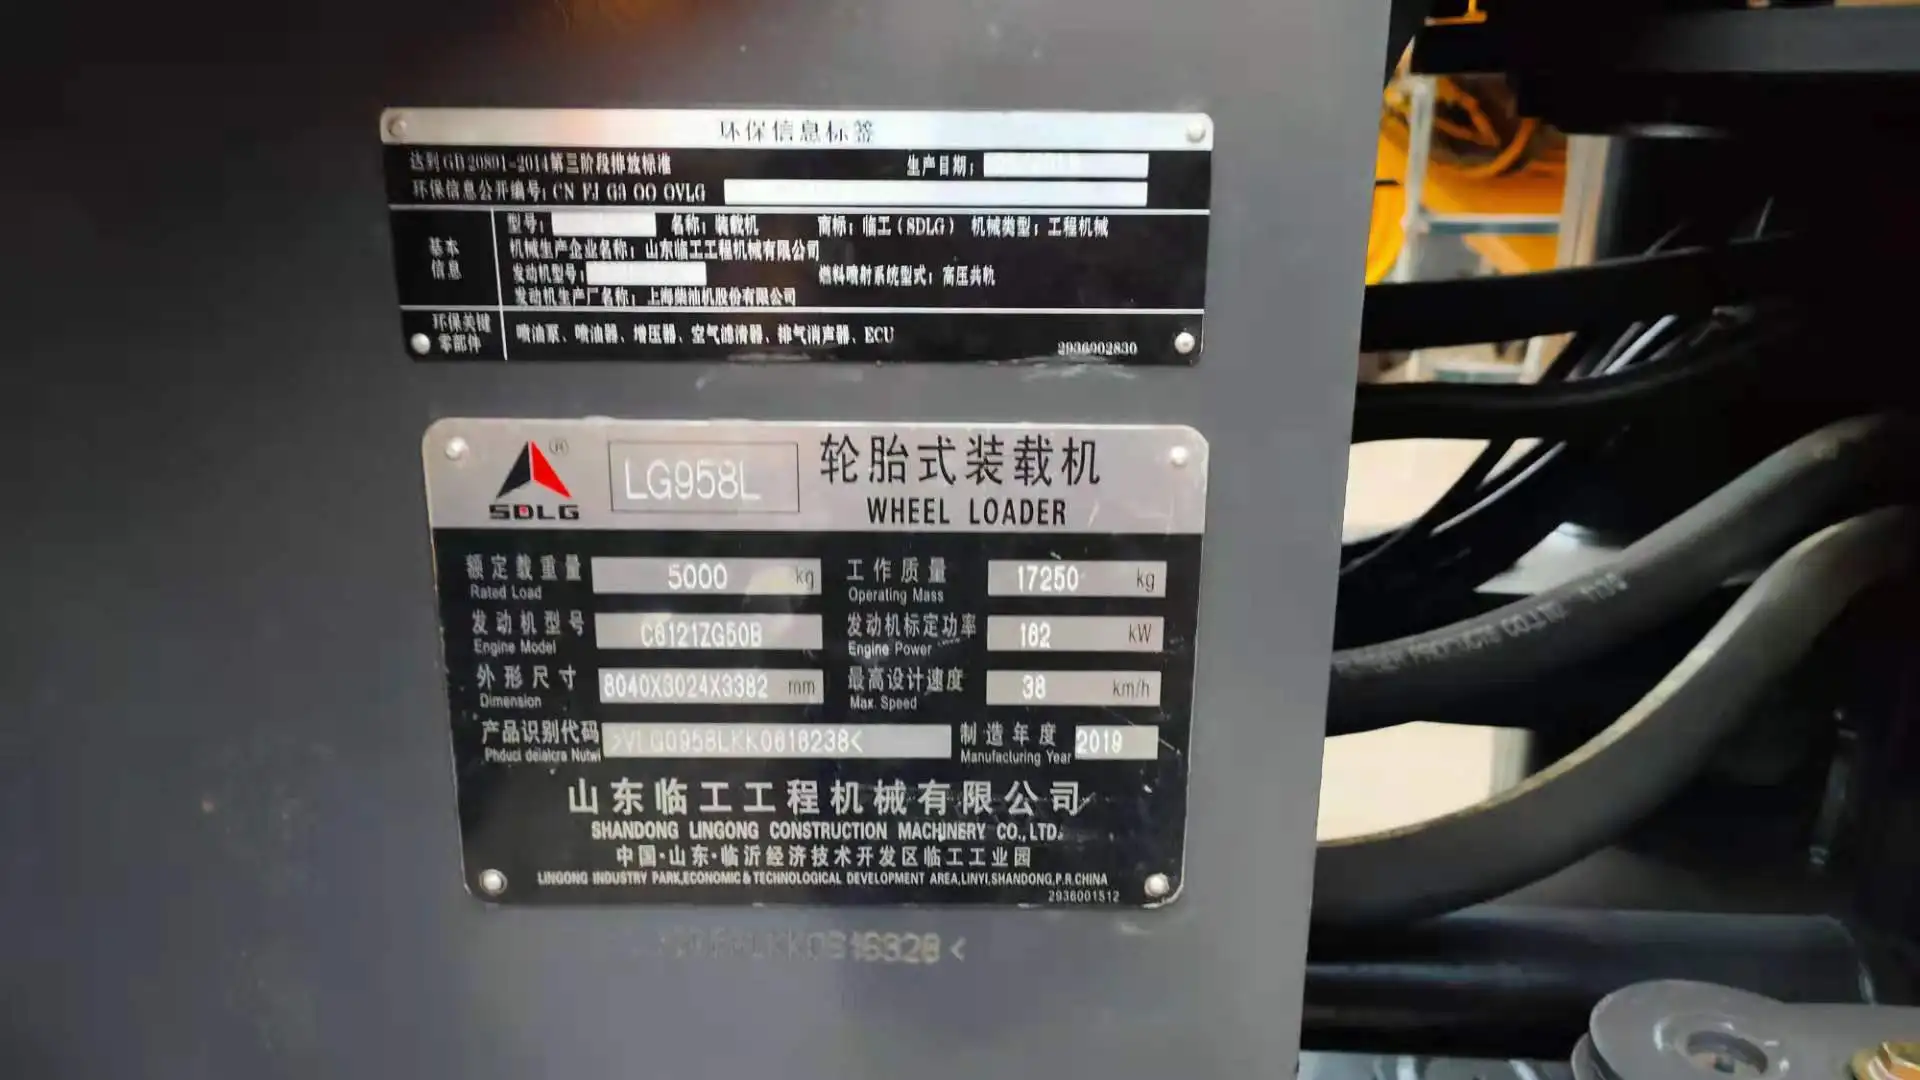 环保信息标签
达到GB 20891-2014第三阶段排放标准 生产日期：
环保信息公开编号：CN FJ G3 00 0VLG
基本信息
型号： 名称：装载机 商标：临工（SDLG） 机械类型：工程机械
机械生产企业名称：山东临工工程机械有限公司
发动机型号： 燃料喷射系统型式：高压共轨
发动机生产厂名称：上海柴油机股份有限公司
环保关键零部件
喷油泵、喷油器、增压器、空气滤清器、排气消声器、ECU
2936002830
® SDLG
LG958L
轮胎式装载机
WHEEL LOADER
额定载重量 5000 kg 工作质量 17250 kg
Rated Load Operating Mass
发动机型号 C6121ZG50B 发动机标定功率 162 kW
Engine Model Engine Power
外形尺寸 8040X3024X3382 mm 最高设计速度 38 km/h
Dimension Max. Speed
产品识别代码 >VLG0958LKK0616238< 制造年度 2019
Manufacturing Year
山东临工工程机械有限公司
SHANDONG LINGONG CONSTRUCTION MACHINERY CO.,LTD.
中国·山东·临沂经济技术开发区临工工业园
LINGONG INDUSTRY PARK,ECONOMIC & TECHNOLOGICAL DEVELOPMENT AREA,LINYI,SHANDONG,P.R.CHINA
2936001512